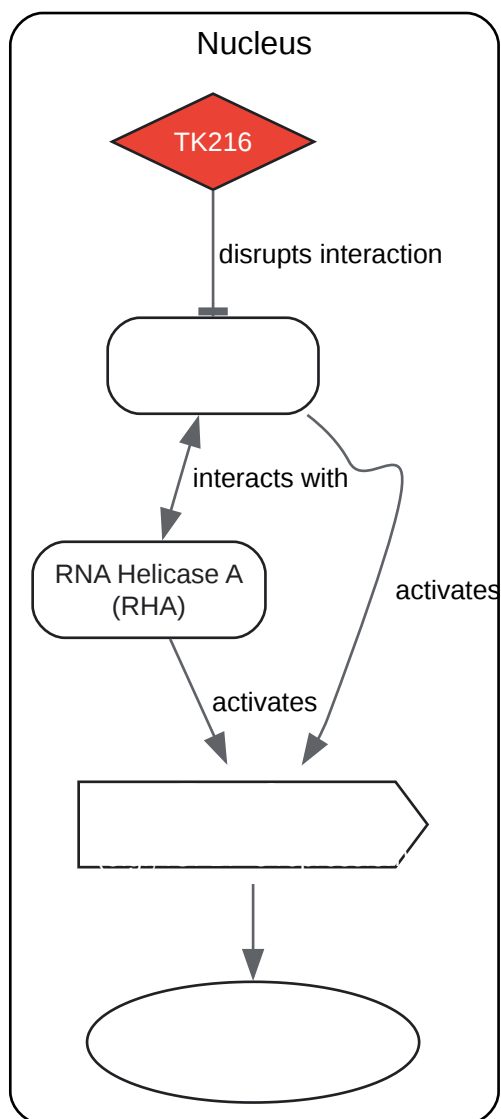 Nucleus
TK216
disrupts interaction
interacts with
RNA Helicase A
(RHA)
activates
activates